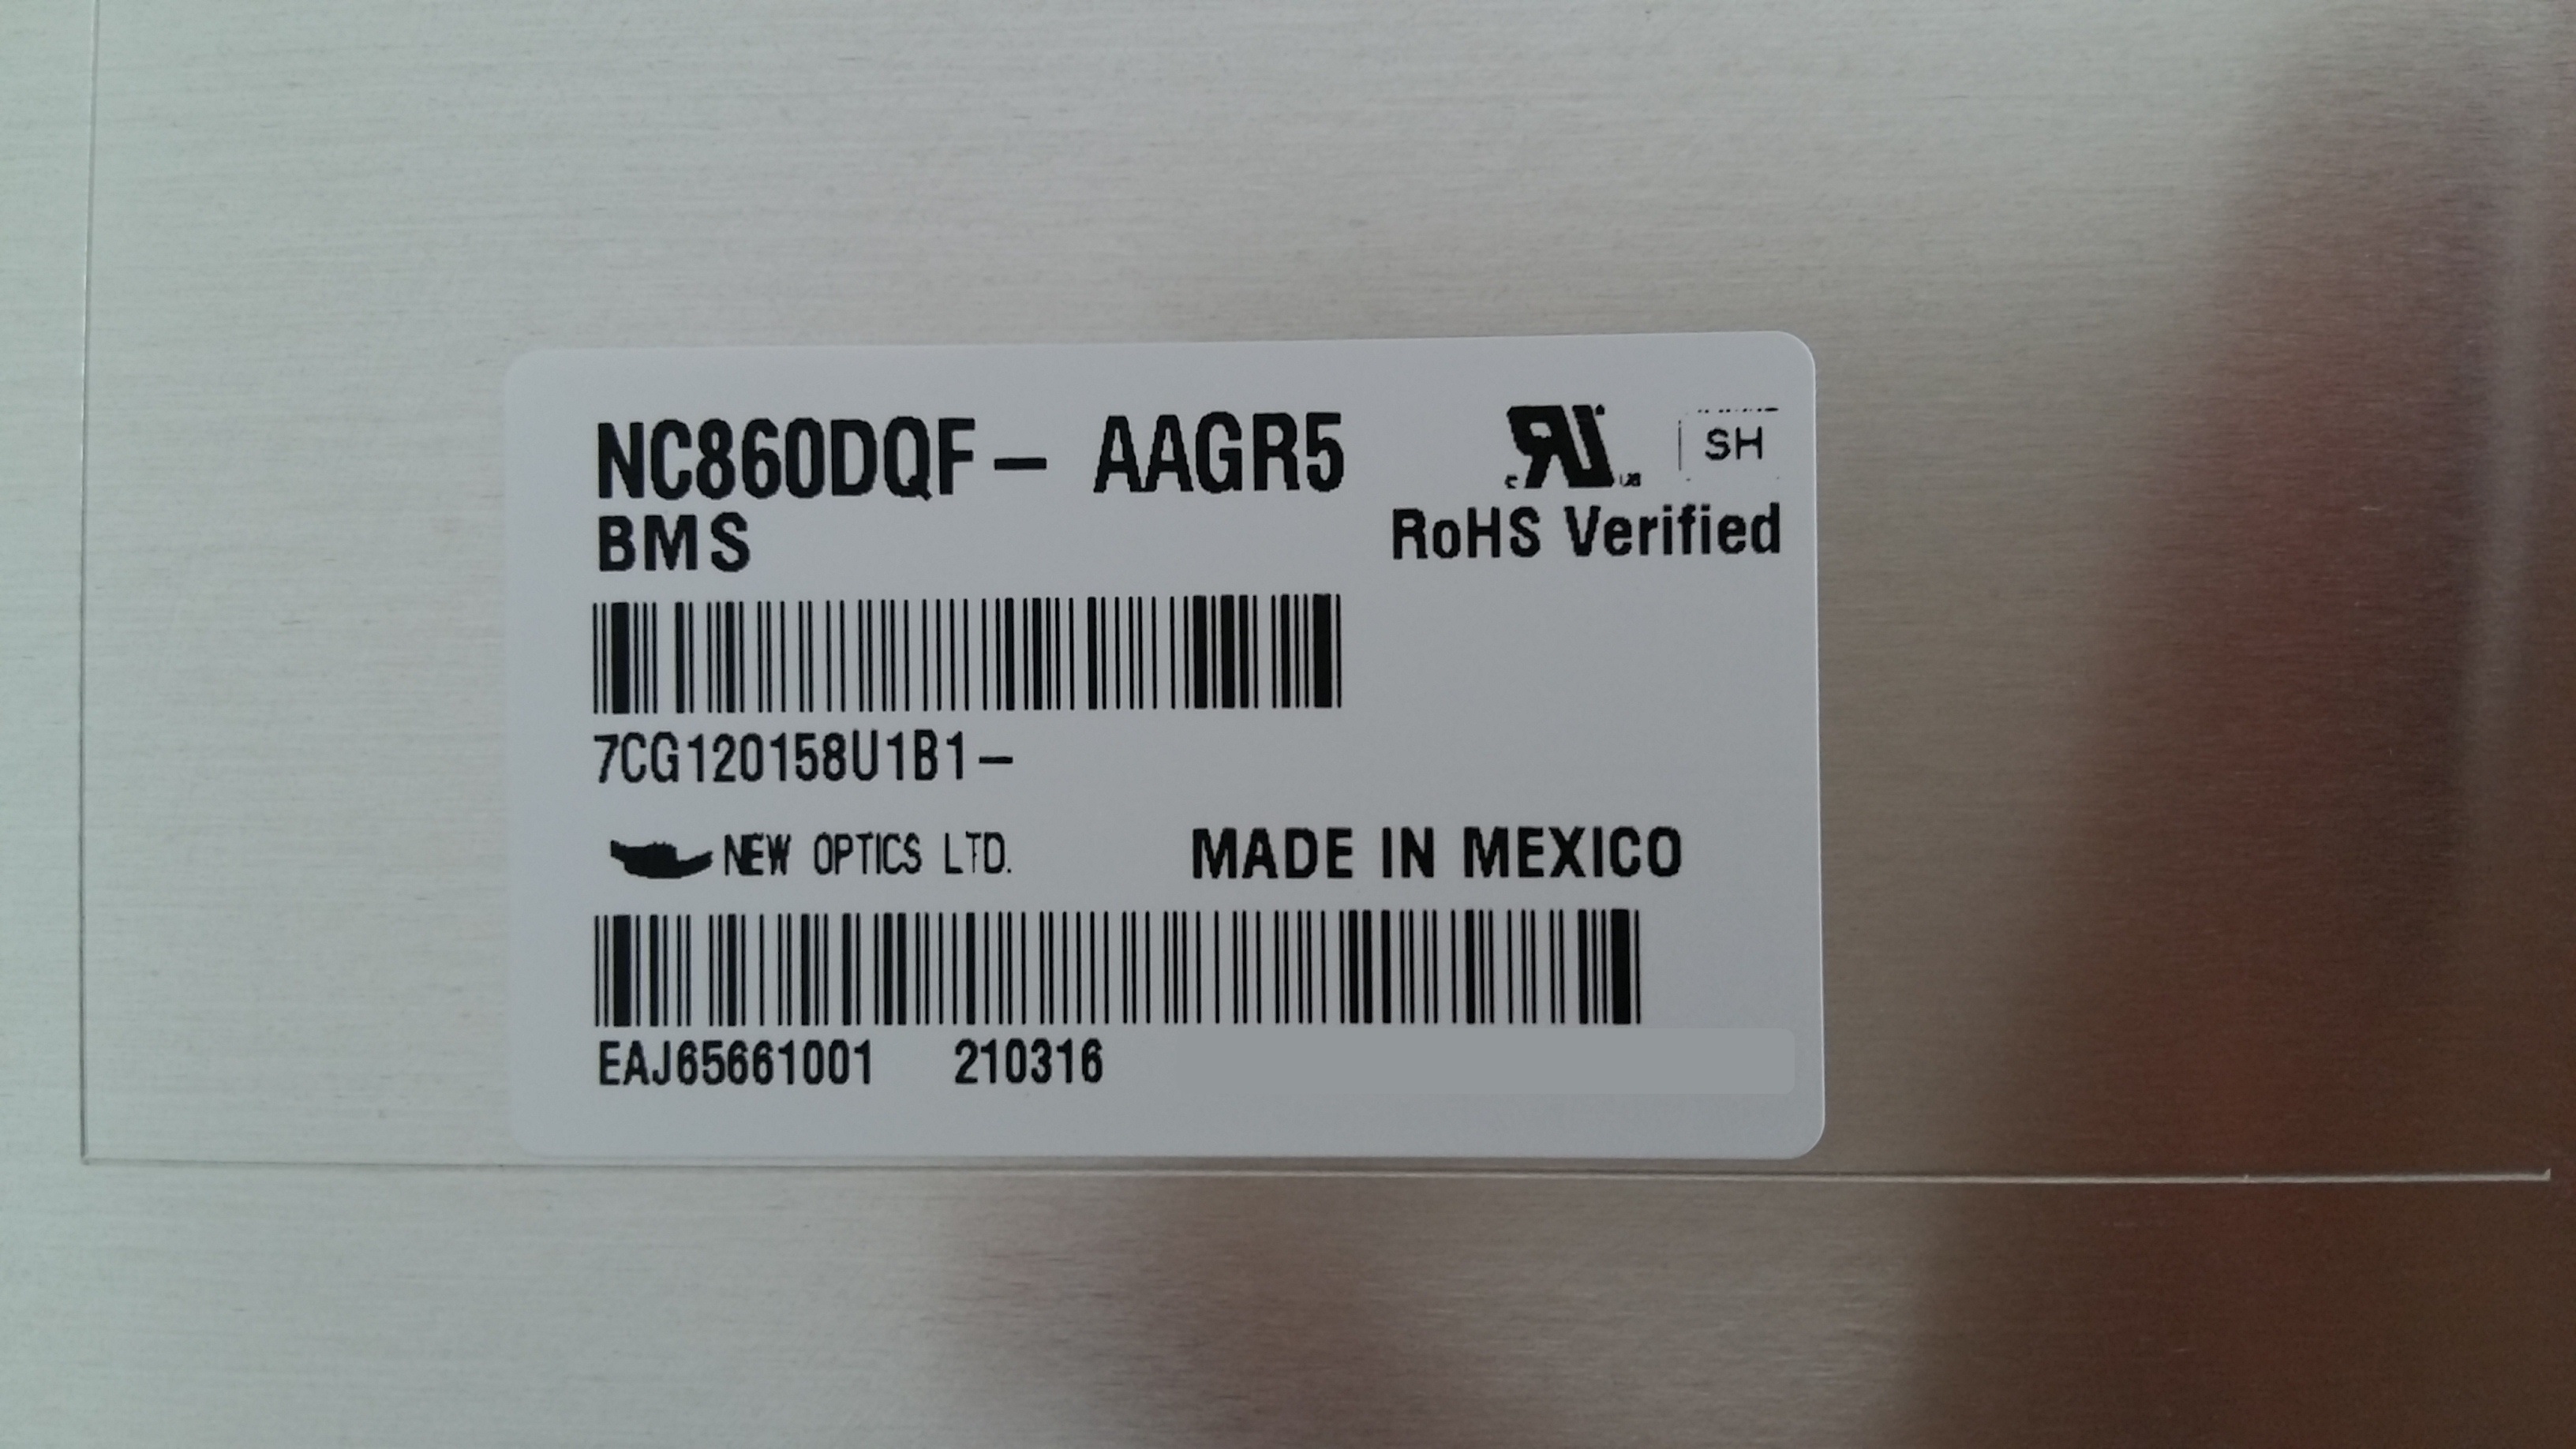 NC860DQF- AAGR5
SH
BMS
RoHS Verified
7CG120158U1B1-
NEW OPTICS LTD.
MADE IN MEXICO
EAJ65661001 210316